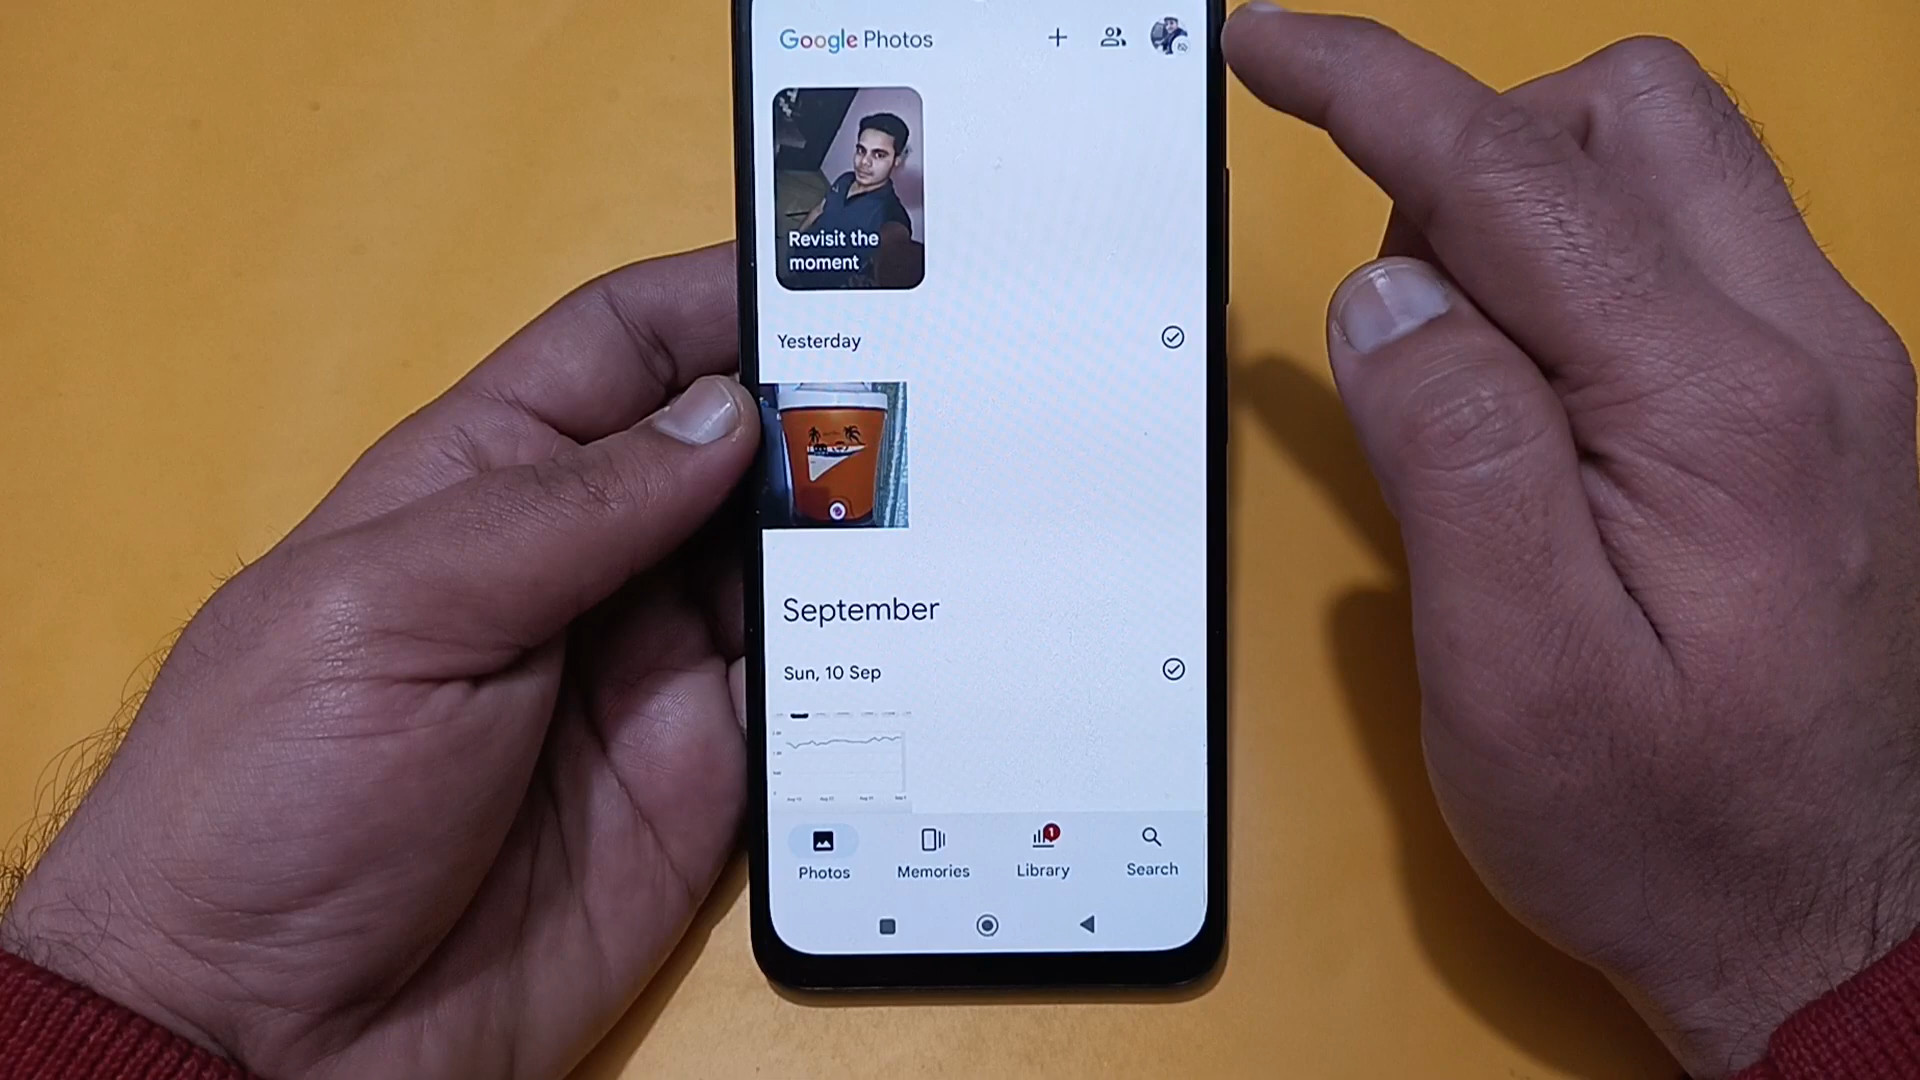 Google Photos
Revisit the
moment
Yesterday
September
Sun, 10 Sep
1
Photos
Memories
Library
Search